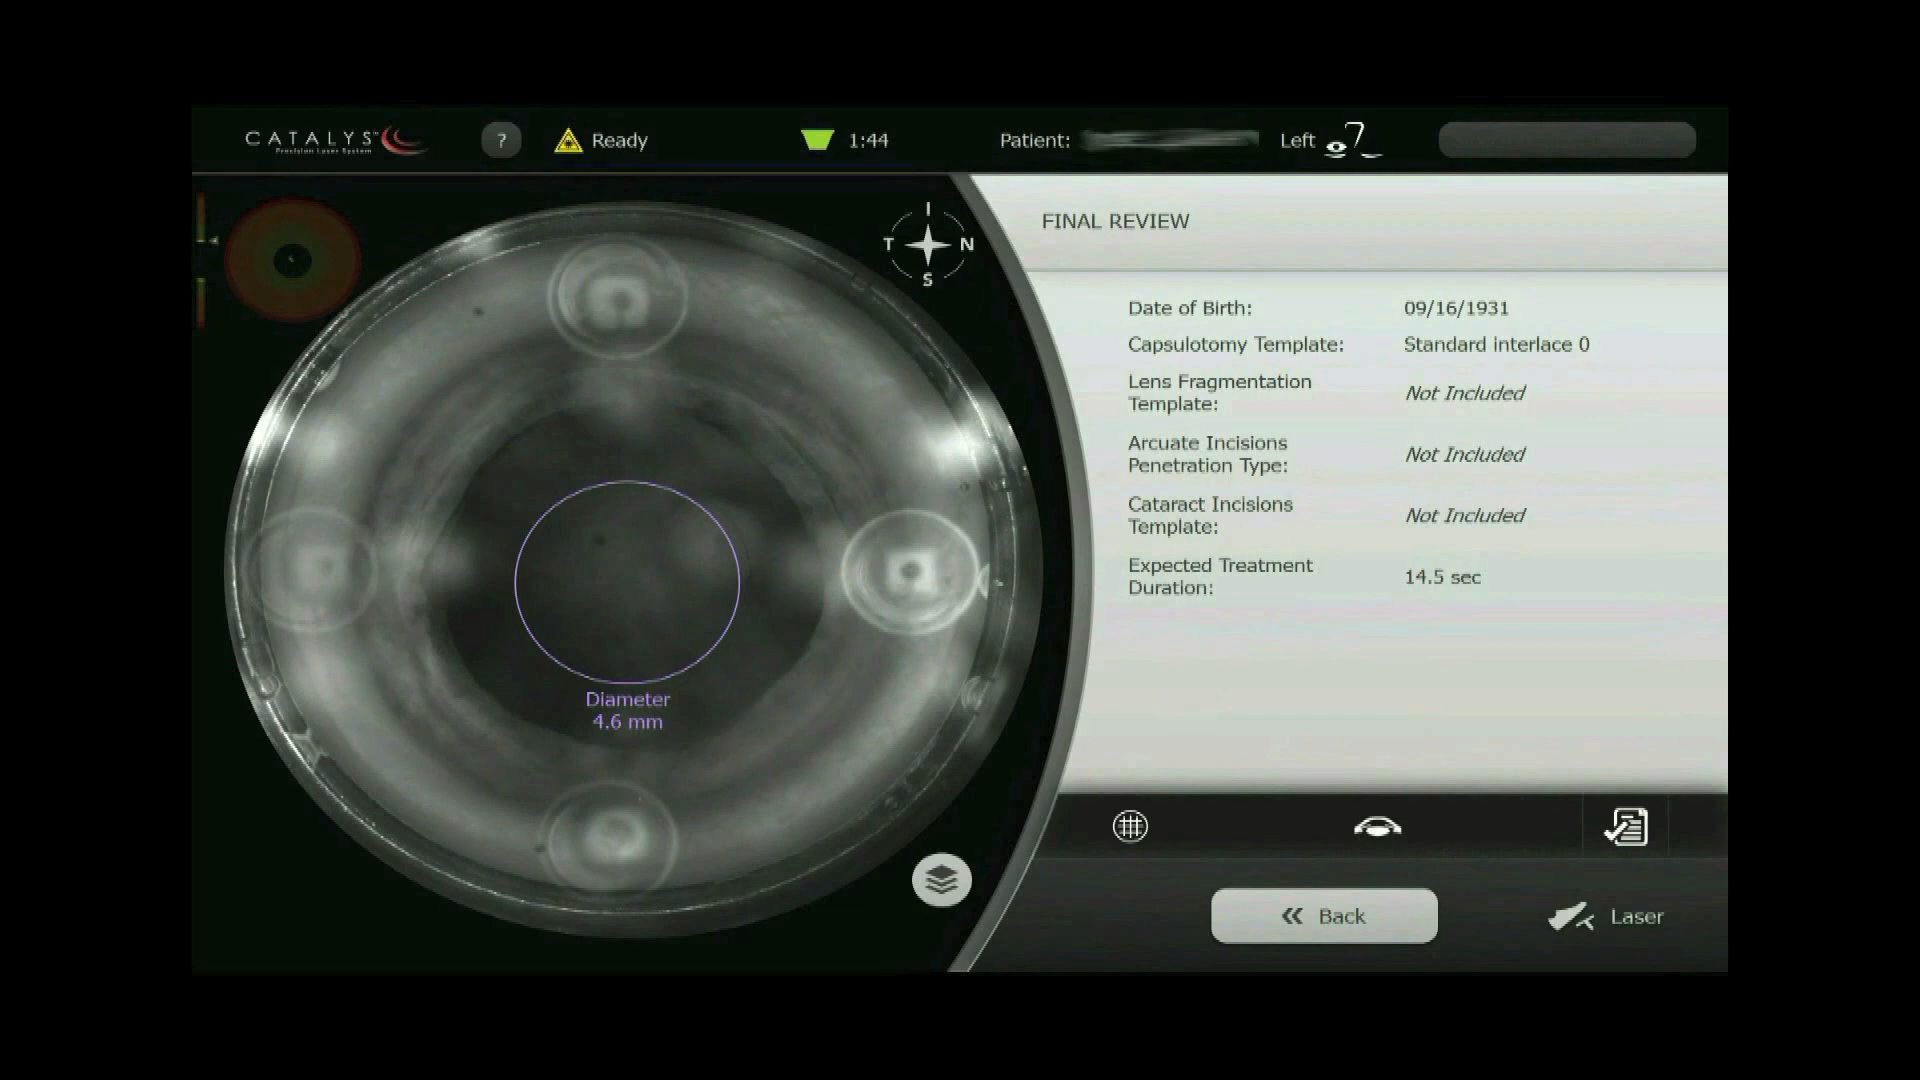 CATALYS™
Precision Laser System
?
Ready
1:44
Patient:
Left
I
T
N
S
Diameter
4.6 mm
FINAL REVIEW
Date of Birth: 09/16/1931
Capsulotomy Template: Standard interlace 0
Lens Fragmentation
Template: Not Included
Arcuate Incisions
Penetration Type: Not Included
Cataract Incisions
Template: Not Included
Expected Treatment
Duration: 14.5 sec
Back
Laser